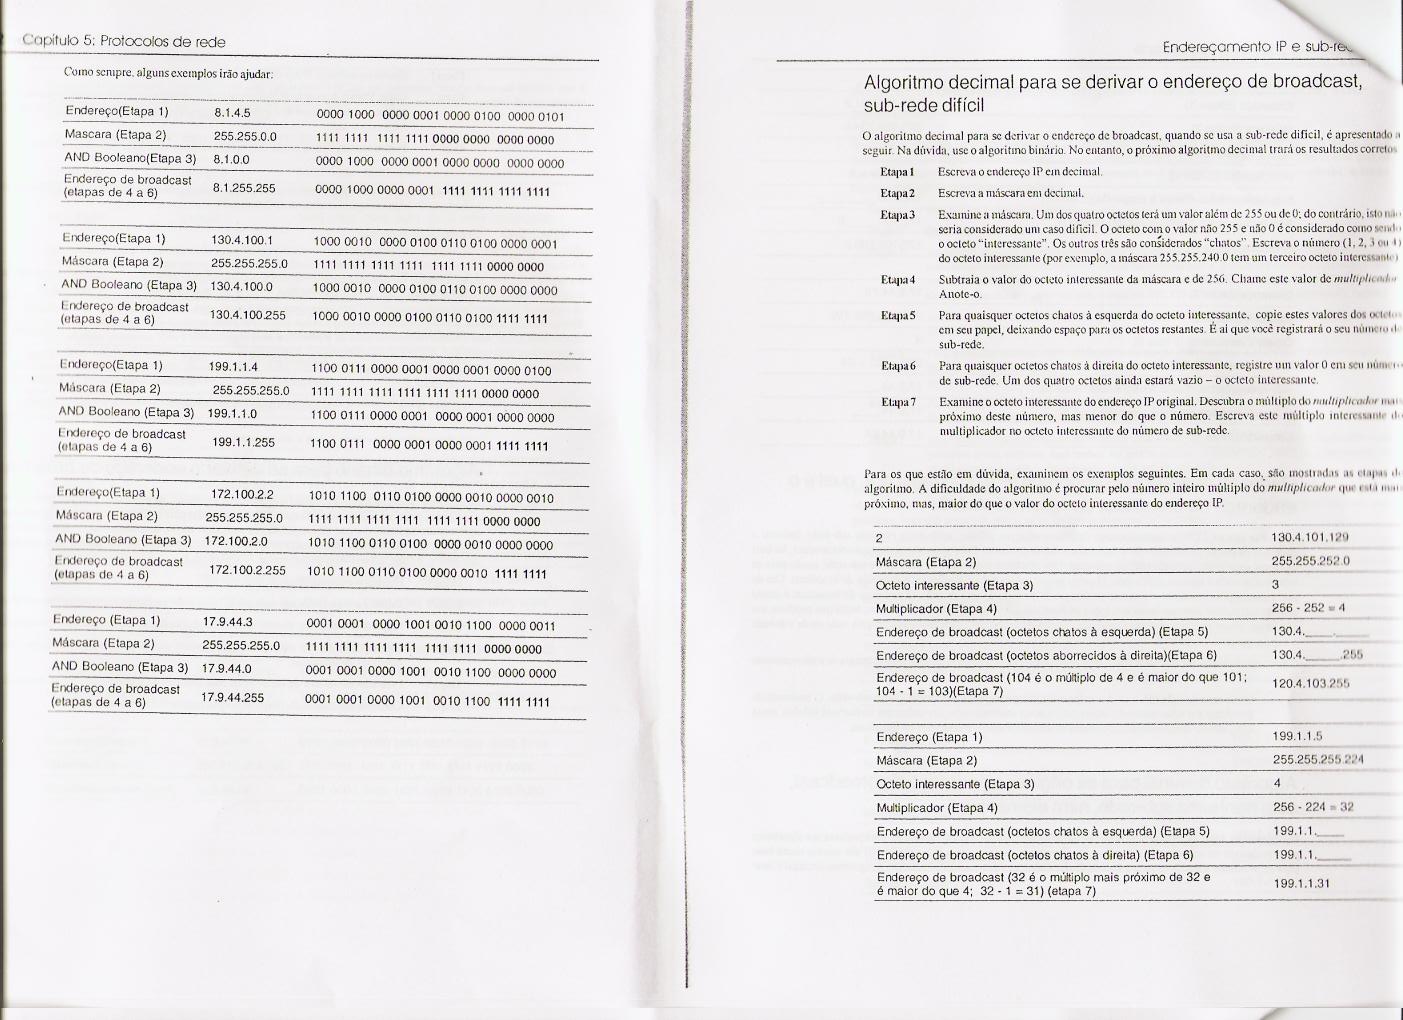 Capítulo 5: Protocolos de rede
Como sempre, alguns exemplos irão ajudar:
Endereço(Etapa 1) 8.1.4.5 0000 1000 0000 0001 0000 0100 0000 0101
Mascara (Etapa 2) 255.255.0.0 1111 1111 1111 1111 0000 0000 0000 0000
AND Booleano(Etapa 3) 8.1.0.0 0000 1000 0000 0001 0000 0000 0000 0000
Endereço de broadcast
(etapas de 4 a 6) 8.1.255.255 0000 1000 0000 0001 1111 1111 1111 1111
Endereço(Etapa 1) 130.4.100.1 1000 0010 0000 0100 0110 0100 0000 0001
Máscara (Etapa 2) 255.255.255.0 1111 1111 1111 1111 1111 1111 0000 0000
AND Booleano (Etapa 3) 130.4.100.0 1000 0010 0000 0100 0110 0100 0000 0000
Endereço de broadcast
(etapas de 4 a 6) 130.4.100.255 1000 0010 0000 0100 0110 0100 1111 1111
Endereço(Etapa 1) 199.1.1.4 1100 0111 0000 0001 0000 0001 0000 0100
Máscara (Etapa 2) 255.255.255.0 1111 1111 1111 1111 1111 1111 0000 0000
AND Booleano (Etapa 3) 199.1.1.0 1100 0111 0000 0001 0000 0001 0000 0000
Endereço de broadcast
(etapas de 4 a 6) 199.1.1.255 1100 0111 0000 0001 0000 0001 1111 1111
Endereço(Etapa 1) 172.100.2.2 1010 1100 0110 0100 0000 0010 0000 0010
Máscara (Etapa 2) 255.255.255.0 1111 1111 1111 1111 1111 1111 0000 0000
AND Booleano (Etapa 3) 172.100.2.0 1010 1100 0110 0100 0000 0010 0000 0000
Endereço de broadcast
(etapas de 4 a 6) 172.100.2.255 1010 1100 0110 0100 0000 0010 1111 1111
Endereço (Etapa 1) 17.9.44.3 0001 0001 0000 1001 0010 1100 0000 0011
Máscara (Etapa 2) 255.255.255.0 1111 1111 1111 1111 1111 1111 0000 0000
AND Booleano (Etapa 3) 17.9.44.0 0001 0001 0000 1001 0010 1100 0000 0000
Endereço de broadcast
(etapas de 4 a 6) 17.9.44.255 0001 0001 0000 1001 0010 1100 1111 1111
Endereçamento IP e sub-re
Algoritmo decimal para se derivar o endereço de broadcast,
sub-rede difícil
O algoritmo decimal para se derivar o endereço de broadcast, quando se usa a sub-rede difícil, é apresentado a
seguir. Na dúvida, use o algoritmo binário. No entanto, o próximo algoritmo decimal trará os resultados corretos
Etapa 1 Escreva o endereço IP em decimal.
Etapa 2 Escreva a máscara em decimal.
Etapa 3 Examine a máscara. Um dos quatro octetos terá um valor além de 255 ou de 0; do contrário, isto não
seria considerado um caso difícil. O octeto com o valor não 255 e não 0 é considerado como sendo
o octeto "interessante". Os outros três são considerados "chatos". Escreva o número (1, 2, 3 ou 4)
do octeto interessante (por exemplo, a máscara 255.255.240.0 tem um terceiro octeto interessante)
Etapa 4 Subtraia o valor do octeto interessante da máscara e de 256. Chame este valor de multiplicador
Anote-o.
Etapa 5 Para quaisquer octetos chatos à esquerda do octeto interessante, copie estes valores dos octetos
em seu papel, deixando espaço para os octetos restantes. É aí que você registrará o seu número d
sub-rede.
Etapa 6 Para quaisquer octetos chatos à direita do octeto interessante, registre um valor 0 em seu número
de sub-rede. Um dos quatro octetos ainda estará vazio – o octeto interessante.
Etapa 7 Examine o octeto interessante do endereço IP original. Descubra o múltiplo do multiplicador mai
próximo deste número, mas menor do que o número. Escreva este múltiplo interessante d
multiplicador no octeto interessante do número de sub-rede.
Para os que estão em dúvida, examinem os exemplos seguintes. Em cada caso, são mostradas as etapas d
algoritmo. A dificuldade do algoritmo é procurar pelo número inteiro múltiplo do multiplicador que está mai
próximo, mas, maior do que o valor do octeto interessante do endereço IP.
2 130.4.101.129
Máscara (Etapa 2) 255.255.252.0
Octeto interessante (Etapa 3) 3
Multiplicador (Etapa 4) 256 - 252 = 4
Endereço de broadcast (octetos chatos à esquerda) (Etapa 5) 130.4.____.____
Endereço de broadcast (octetos aborrecidos à direita)(Etapa 6) 130.4.____.255
Endereço de broadcast (104 é o múltiplo de 4 e é maior do que 101;
104 - 1 = 103)(Etapa 7) 120.4.103.255
Endereço (Etapa 1) 199.1.1.5
Máscara (Etapa 2) 255.255.255.224
Octeto interessante (Etapa 3) 4
Multiplicador (Etapa 4) 256 - 224 = 32
Endereço de broadcast (octetos chatos à esquerda) (Etapa 5) 199.1.1.____
Endereço de broadcast (octetos chatos à direita) (Etapa 6) 199.1.1.____
Endereço de broadcast (32 é o múltiplo mais próximo de 32 e
é maior do que 4; 32 - 1 = 31) (etapa 7) 199.1.1.31